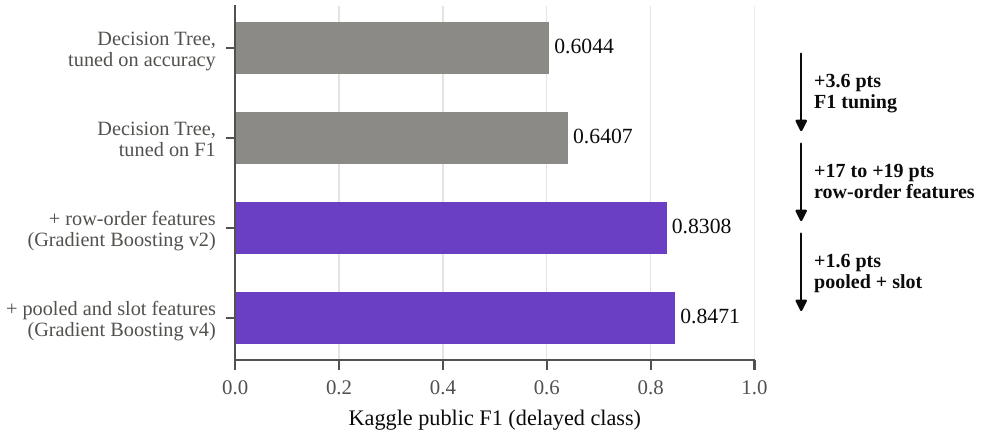 Decision Tree,
tuned on accuracy
0.6044
+3.6 pts
F1 tuning
Decision Tree,
tuned on F1
0.6407
+17 to +19 pts
row-order features
+ row-order features
(Gradient Boosting v2)
0.8308
+1.6 pts
pooled + slot
+ pooled and slot features
(Gradient Boosting v4)
0.8471
0.0 0.2 0.4 0.6 0.8 1.0
Kaggle public F1 (delayed class)